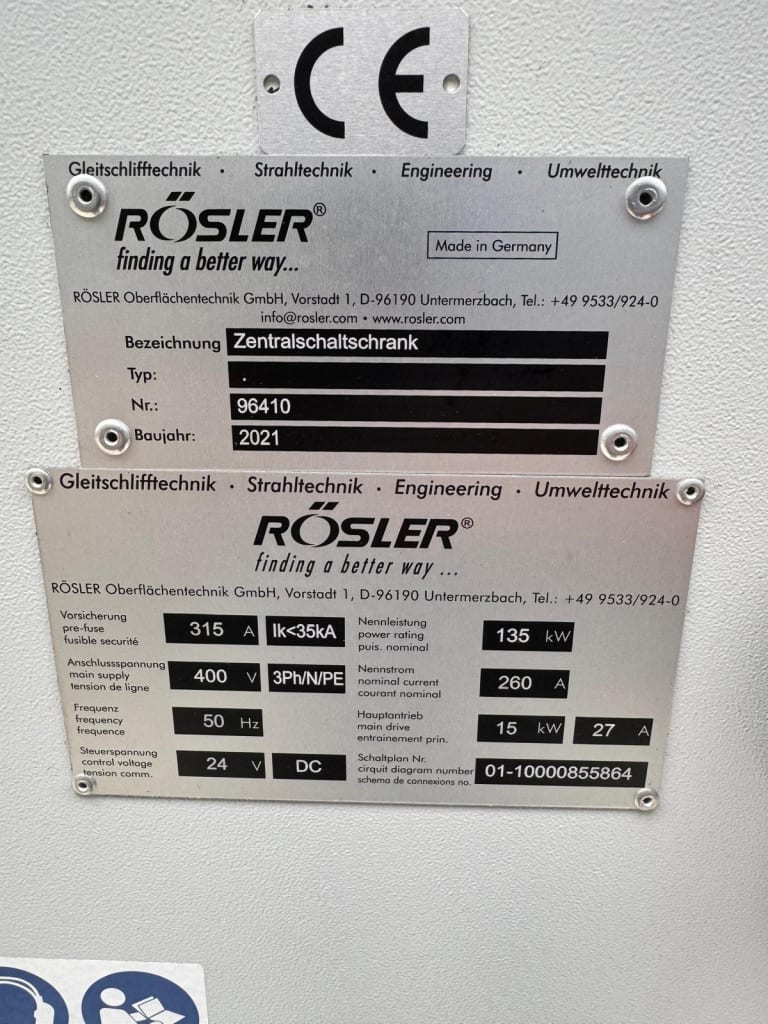 CE
Gleitschlifftechnik · Strahltechnik · Engineering · Umwelttechnik
RÖSLER®
finding a better way...
Made in Germany
RÖSLER Oberflächentechnik GmbH, Vorstadt 1, D-96190 Untermerzbach, Tel.: +49 9533/924-0
info@rosler.com • www.rosler.com
Bezeichnung Zentralschaltschrank
Typ: .
Nr.: 96410
Baujahr: 2021
Gleitschlifftechnik · Strahltechnik · Engineering · Umwelttechnik
RÖSLER®
finding a better way ...
RÖSLER Oberflächentechnik GmbH, Vorstadt 1, D-96190 Untermerzbach, Tel.: +49 9533/924-0
Vorsicherung
pre-fuse
fusible securité
315 A Ik<35kA
Nennleistung
power rating
puis. nominal
135 kW
Anschlussspannung
main supply
tension de ligne
400 V 3Ph/N/PE
Nennstrom
nominal current
courant nominal
260 A
Frequenz
frequency
frequence
50 Hz
Hauptantrieb
main drive
entrainement prin.
15 kW 27 A
Steuerspannung
control voltage
tension comm.
24 V DC
Schaltplan Nr.
cirquit diagram number
schema de connexions no.
01-10000855864